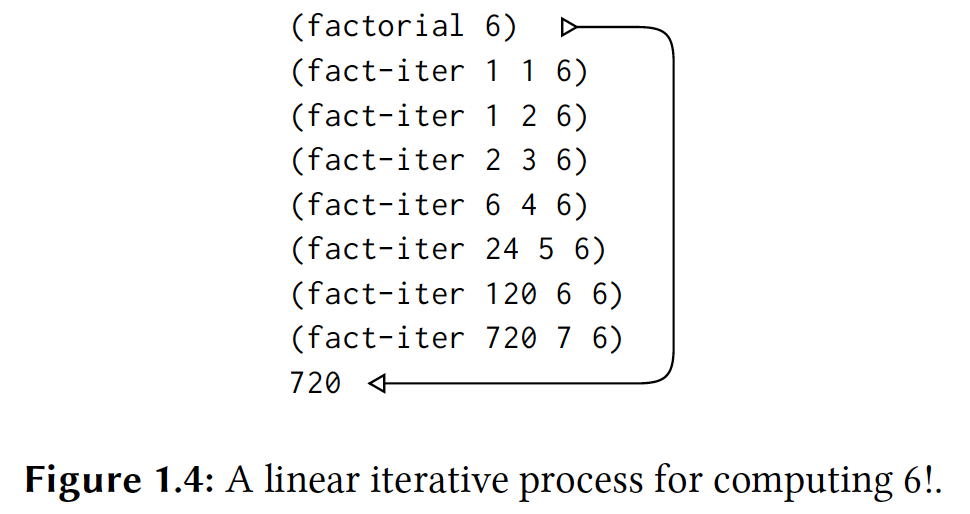 (factorial 6)
(fact-iter 1 1 6)
(fact-iter 1 2 6)
(fact-iter 2 3 6)
(fact-iter 6 4 6)
(fact-iter 24 5 6)
(fact-iter 120 6 6)
(fact-iter 720 7 6)
720
Figure 1.4: A linear iterative process for computing 6!.